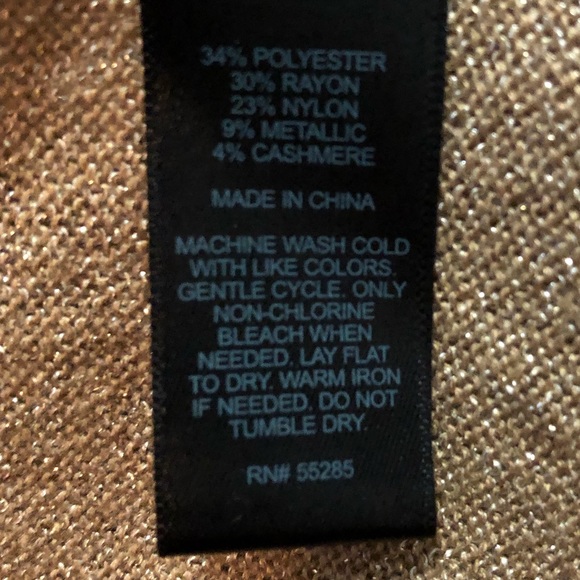 34% POLYESTER
30% RAYON
23% NYLON
9% METALLIC
4% CASHMERE
MADE IN CHINA
MACHINE WASH COLD
WITH LIKE COLORS.
GENTLE CYCLE. ONLY
NON-CHLORINE
BLEACH WHEN
NEEDED. LAY FLAT
TO DRY. WARM IRON
IF NEEDED. DO NOT
TUMBLE DRY.
RN# 55285